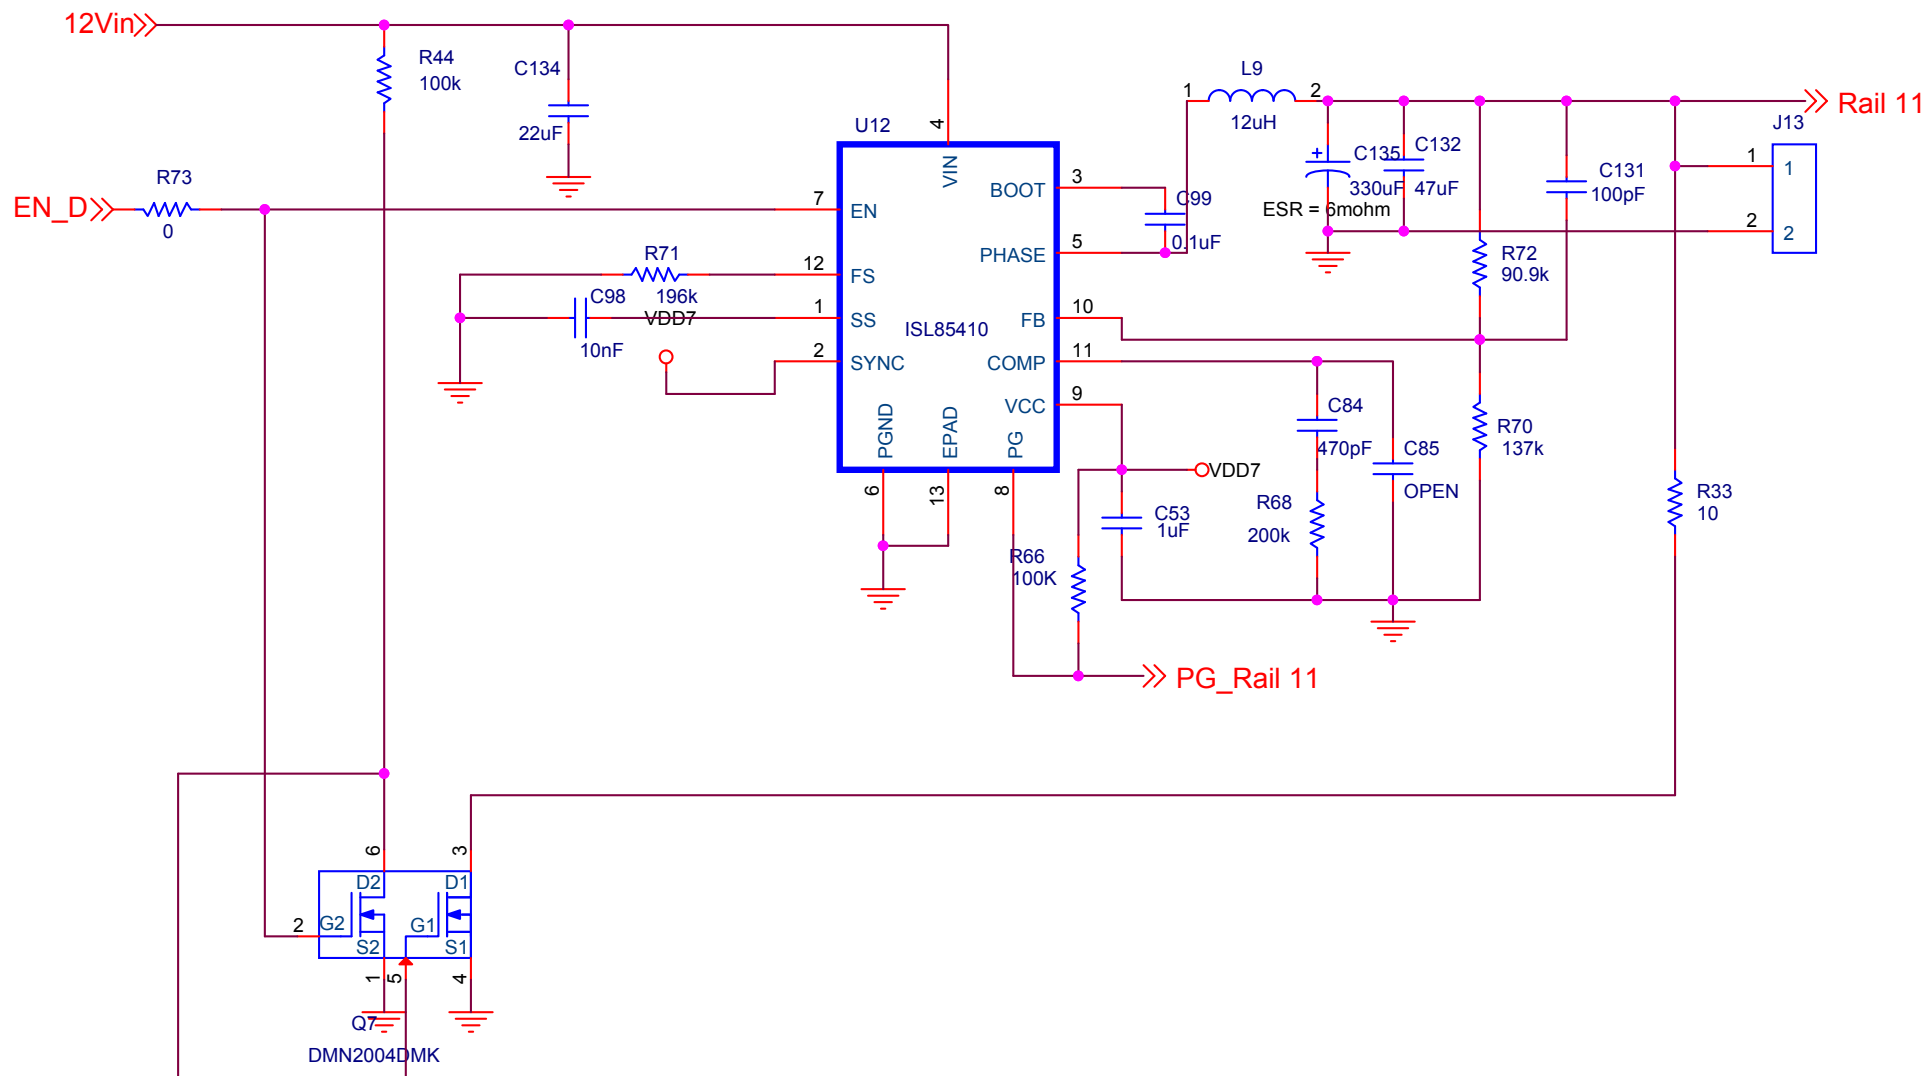 12Vin
R44
100k
C134
22uF
L9
1
2
12uH
Rail 11
J13
1
1
2
2
U12
4
VIN
C135
330uF
ESR = 6mohm
C132
47uF
C131
100pF
R73
EN_D
0
7
EN
BOOT
3
C99
0.1uF
PHASE
5
R71
196k
12
FS
C98
10nF
VDD7
1
SS
ISL85410
2
SYNC
FB
10
COMP
11
VCC
9
R72
90.9k
PGND
EPAD
PG
6
13
8
C84
470pF
C85
OPEN
R70
137k
VDD7
C53
1uF
R68
200k
R33
10
R66
100K
PG_Rail 11
6
3
D2
D1
2
G2
G1
S2
S1
1
5
4
Q7
DMN2004DMK